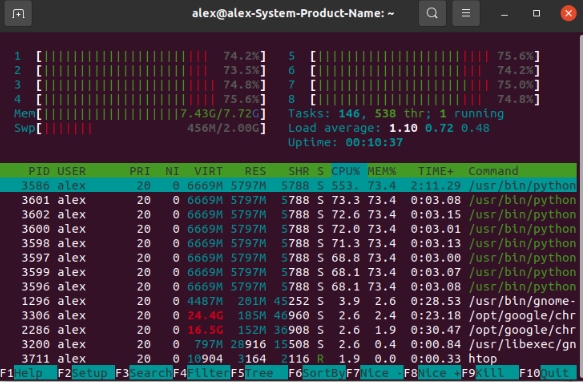 alex@alex-System-Product-Name: ~
1 [||||||||||||||||||||||||| 74.2%] 5 [||||||||||||||||||||||||| 75.6%]
2 [||||||||||||||||||||||||| 73.5%] 6 [||||||||||||||||||||||||| 74.2%]
3 [||||||||||||||||||||||||| 74.8%] 7 [||||||||||||||||||||||||| 75.0%]
4 [||||||||||||||||||||||||| 75.6%] 8 [||||||||||||||||||||||||| 74.8%]
Mem[||||||||||||||||||||7.43G/7.72G] Tasks: 146, 538 thr; 1 running
Swp[||||||| 456M/2.00G] Load average: 1.10 0.72 0.48
Uptime: 00:10:37
PID USER PRI NI VIRT RES SHR S CPU% MEM% TIME+ Command
3586 alex 20 0 6669M 5797M 5788 S 553. 73.4 2:11.29 /usr/bin/python
3601 alex 20 0 6669M 5797M 5788 S 73.3 73.4 0:03.08 /usr/bin/python
3602 alex 20 0 6669M 5797M 5788 S 72.6 73.4 0:03.15 /usr/bin/python
3600 alex 20 0 6669M 5797M 5788 S 72.0 73.4 0:03.01 /usr/bin/python
3598 alex 20 0 6669M 5797M 5788 S 71.3 73.4 0:03.13 /usr/bin/python
3597 alex 20 0 6669M 5797M 5788 S 68.8 73.4 0:03.00 /usr/bin/python
3599 alex 20 0 6669M 5797M 5788 S 68.1 73.4 0:03.07 /usr/bin/python
3596 alex 20 0 6669M 5797M 5788 S 68.1 73.4 0:03.08 /usr/bin/python
1296 alex 20 0 4487M 201M 45252 S 3.9 2.6 0:28.53 /usr/bin/gnome-
3306 alex 20 0 24.4G 185M 46960 S 2.6 2.4 0:23.18 /opt/google/chr
2286 alex 20 0 16.5G 152M 36908 S 2.6 1.9 0:30.47 /opt/google/chr
3200 alex 20 0 797M 28916 15508 S 2.6 0.4 0:00.84 /usr/libexec/gn
3711 alex 20 0 10904 3164 2116 R 1.9 0.0 0:00.33 htop
F1Help F2Setup F3SearchF4FilterF5Tree F6SortByF7Nice -F8Nice +F9Kill F10Quit